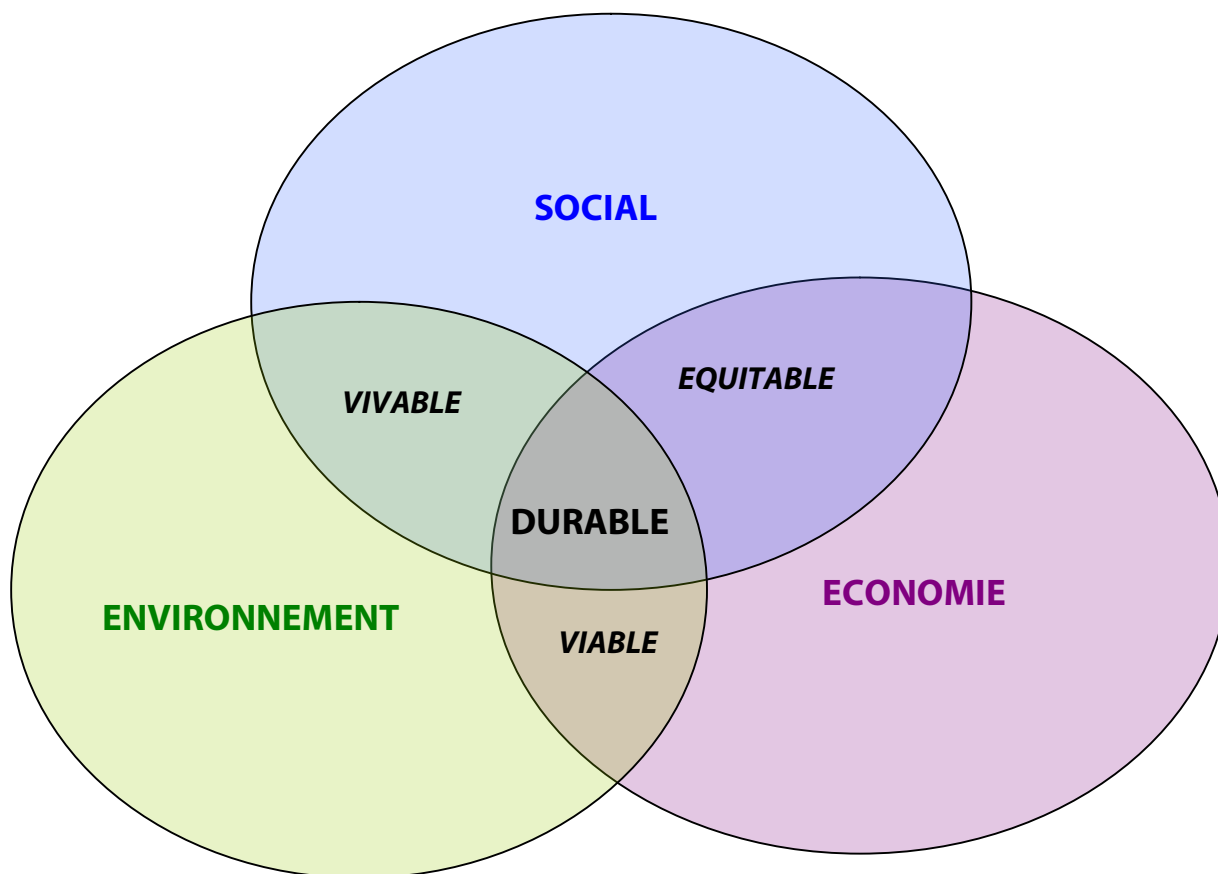 SOCIAL
EQUITABLE
VIVABLE
DURABLE
ECONOMIE
ENVIRONNEMENT
VIABLE